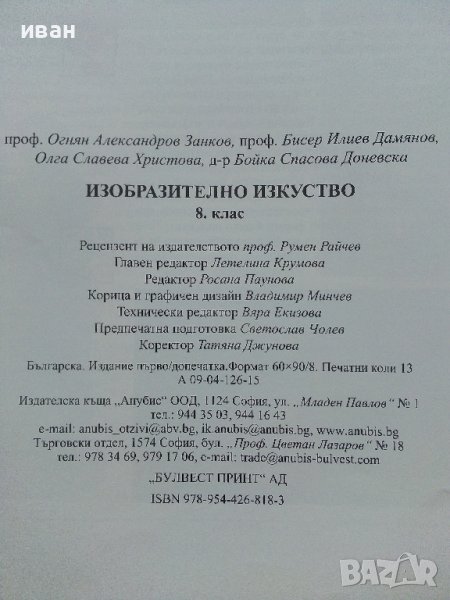 иван
проф. Огнян Александров Занков, проф. Бисер Илиев Дамянов,
Олга Славева Христова, д-р Бойка Спасова Доневска
ИЗОБРАЗИТЕЛНО ИЗКУСТВО
8. клас
Рецензент на издателството проф. Румен Райчев
Главен редактор Летелина Крумова
Редактор Росана Паунова
Корица и графичен дизайн Владимир Минчев
Технически редактор Вяра Екизова
Предпечатна подготовка Светослав Чолев
Коректор Татяна Джунова
Българска. Издание първо/допечатка.Формат 60×90/8. Печатни коли 13
А 09-04-126-15
Издателска къща „Анубис" ООД, 1124 София, ул. „Младен Павлов" № 1
тел.: 944 35 03, 944 16 43
e-mail: anubis_otzivi@abv.bg, ik.anubis@anubis.bg, www.anubis.bg
Търговски отдел, 1574 София, бул. „Проф. Цветан Лазаров" № 18
тел.: 978 34 69, 979 17 06, e-mail: trade@anubis-bulvest.com
„БУЛВЕСТ ПРИНТ" АД
ISBN 978-954-426-818-3
BAZAR